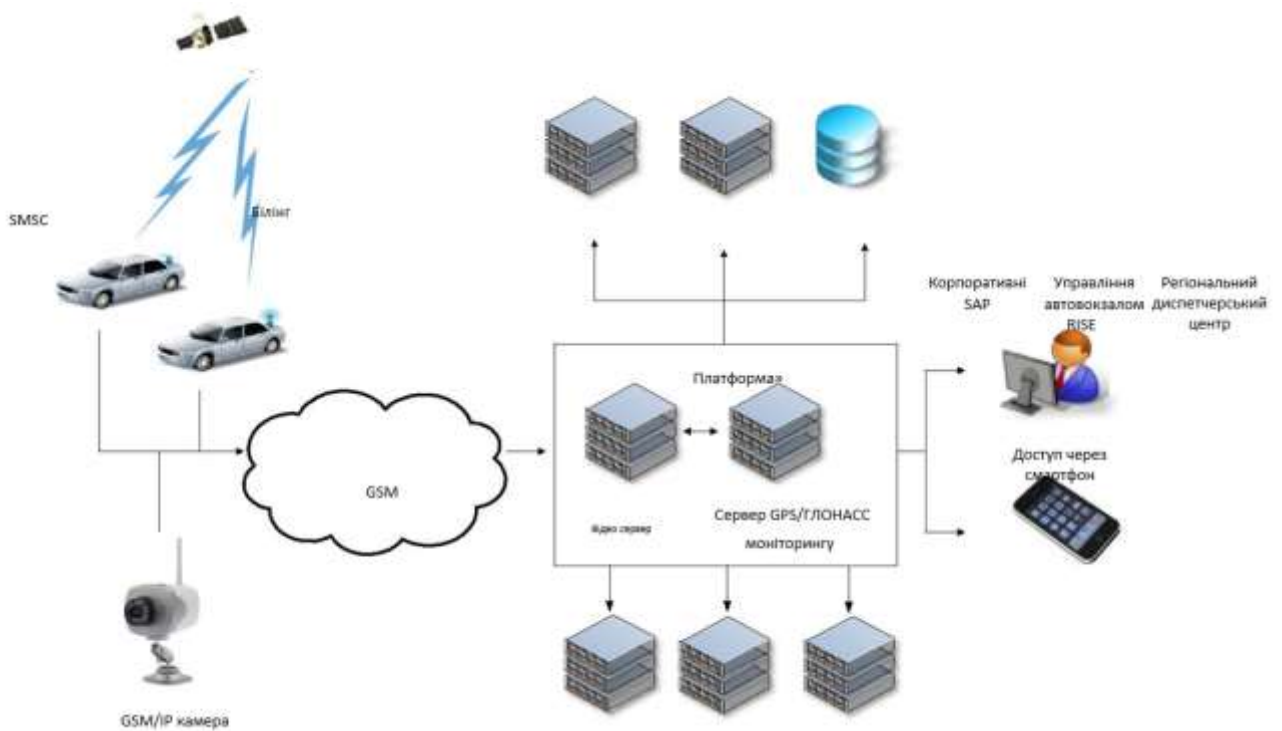 SMSC
Білінг
Корпоративні
SAP
Управління
автовокзалом
RISE
Регіональний
диспетчерський
центр
Платформа»
Відео сервер
Сервер GPS/ГЛОНАСС
моніторингу
GSM
Доступ через
смартфон
GSM/IP камера